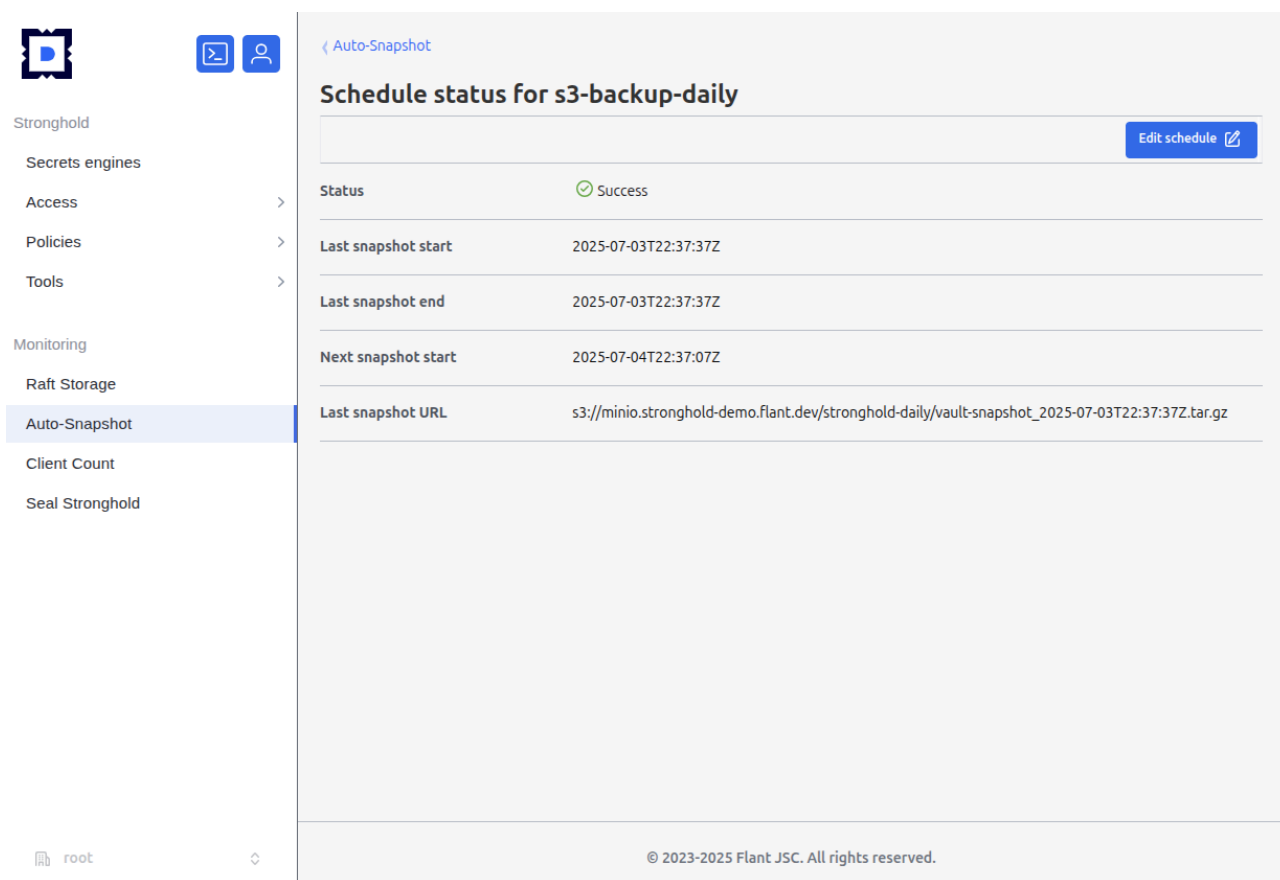 D
Stronghold
Secrets engines
Access
Policies
Tools
Monitoring
Raft Storage
Auto-Snapshot
Client Count
Seal Stronghold
root
Auto-Snapshot
Schedule status for s3-backup-daily
Edit schedule
Status Success
Last snapshot start 2025-07-03T22:37:37Z
Last snapshot end 2025-07-03T22:37:37Z
Next snapshot start 2025-07-04T22:37:07Z
Last snapshot URL s3://minio.stronghold-demo.flant.dev/stronghold-daily/vault-snapshot_2025-07-03T22:37:37Z.tar.gz
© 2023-2025 Flant JSC. All rights reserved.